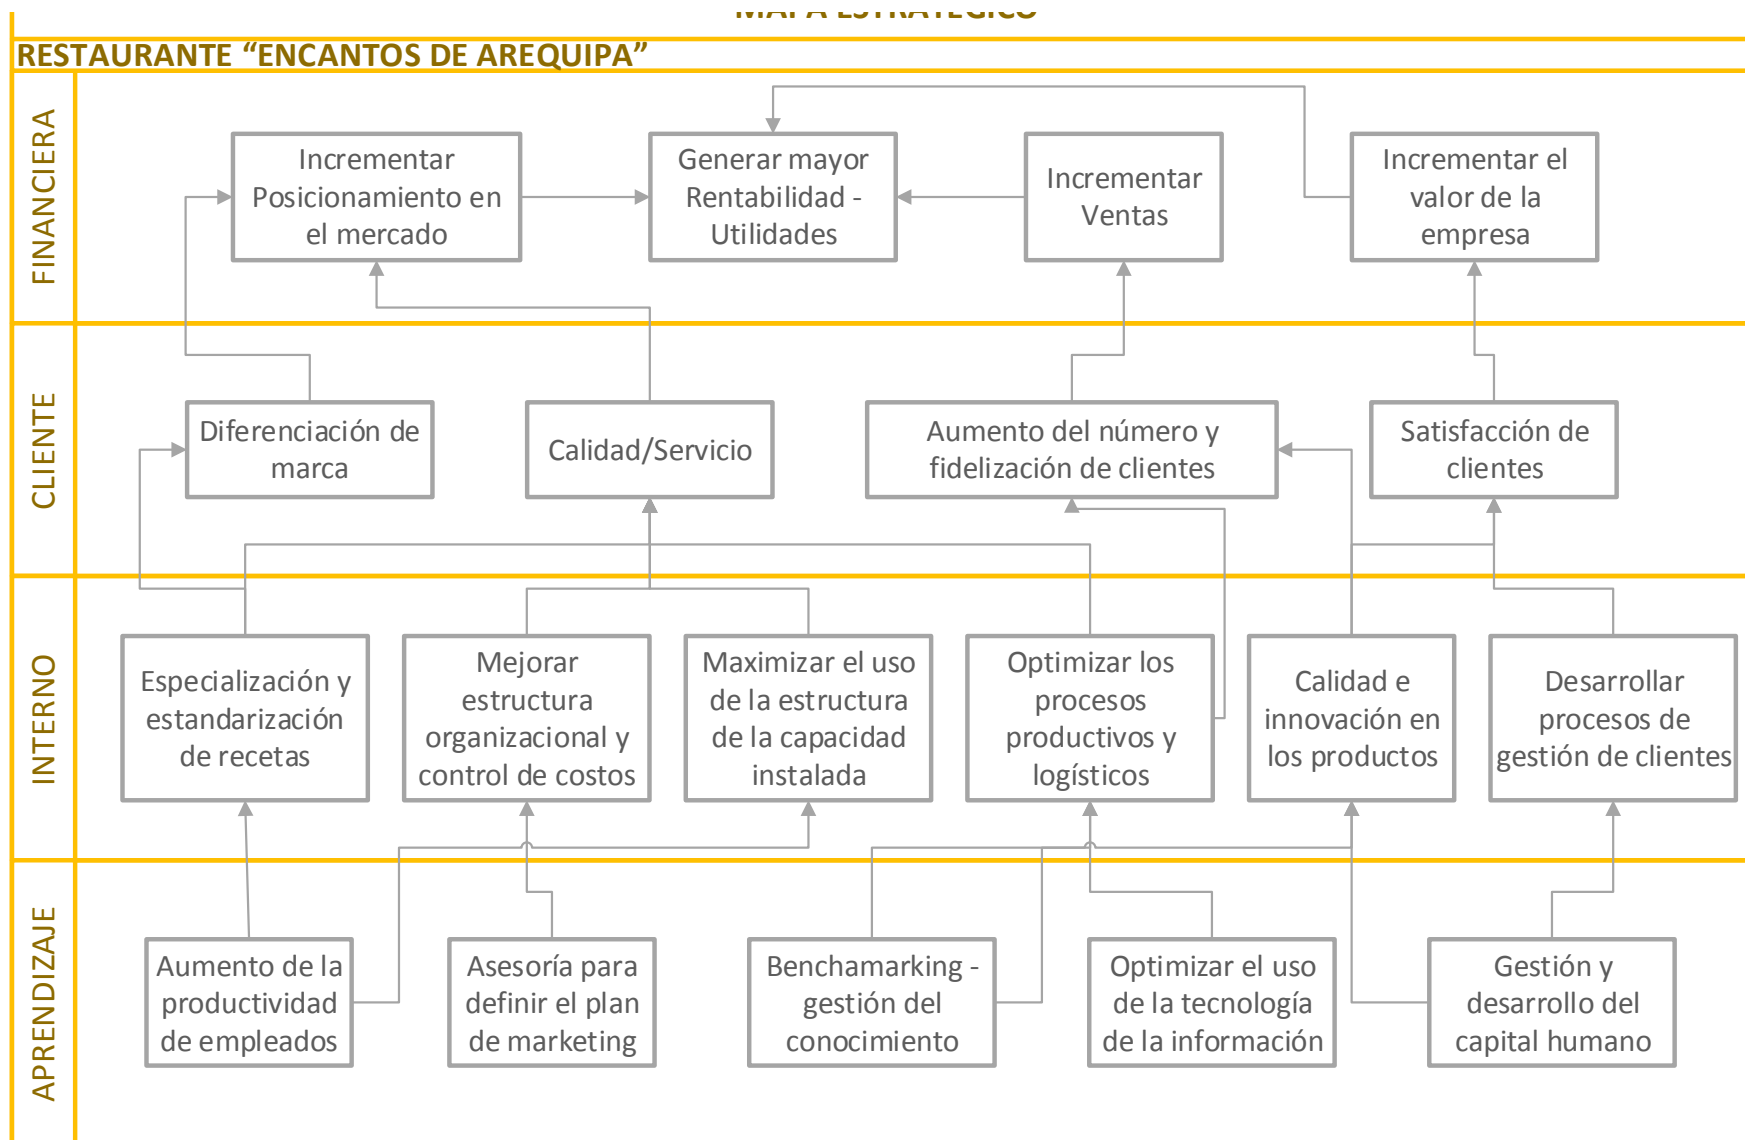 MAPA ESTRATEGICO
RESTAURANTE “ENCANTOS DE AREQUIPA”
FINANCIERA
Incrementar
Posicionamiento en
el mercado
Generar mayor
Rentabilidad -
Utilidades
Incrementar
Ventas
Incrementar el
valor de la
empresa
CLIENTE
Diferenciación de
marca
Calidad/Servicio
Aumento del número y
fidelización de clientes
Satisfacción de
clientes
INTERNO
Especialización y
estandarización
de recetas
Mejorar
estructura
organizacional y
control de costos
Maximizar el uso
de la estructura
de la capacidad
instalada
Optimizar los
procesos
productivos y
logísticos
Calidad e
innovación en
los productos
Desarrollar
procesos de
gestión de clientes
APRENDIZAJE
Aumento de la
productividad
de empleados
Asesoría para
definir el plan
de marketing
Benchamarking -
gestión del
conocimiento
Optimizar el uso
de la tecnología
de la información
Gestión y
desarrollo del
capital humano